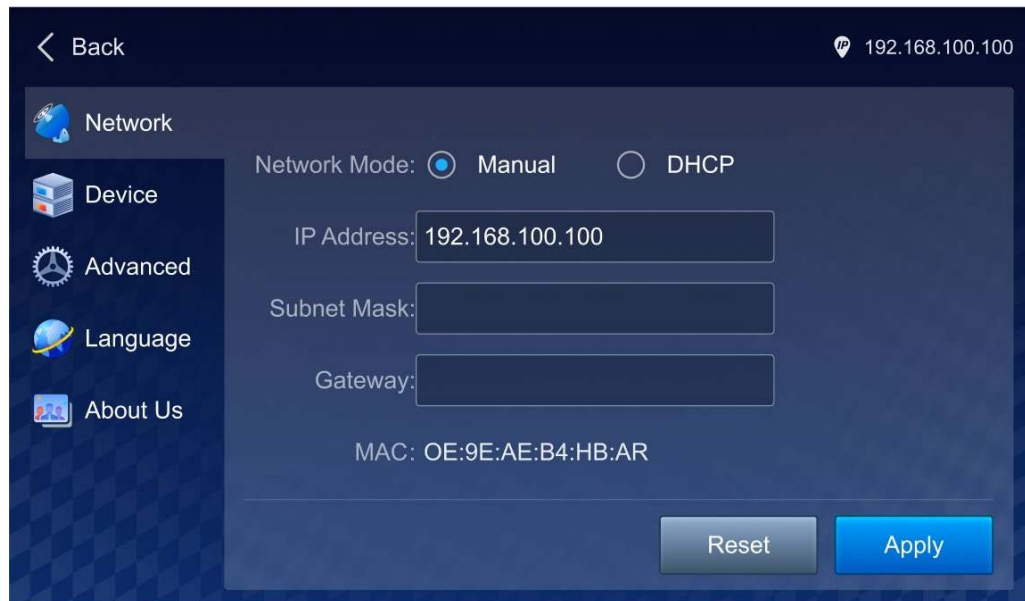 Back
IP 192.168.100.100
Network
Device
Advanced
Language
About Us
Network Mode: Manual DHCP
IP Address: 192.168.100.100
Subnet Mask:
Gateway:
MAC: OE:9E:AE:B4:HB:AR
Reset Apply